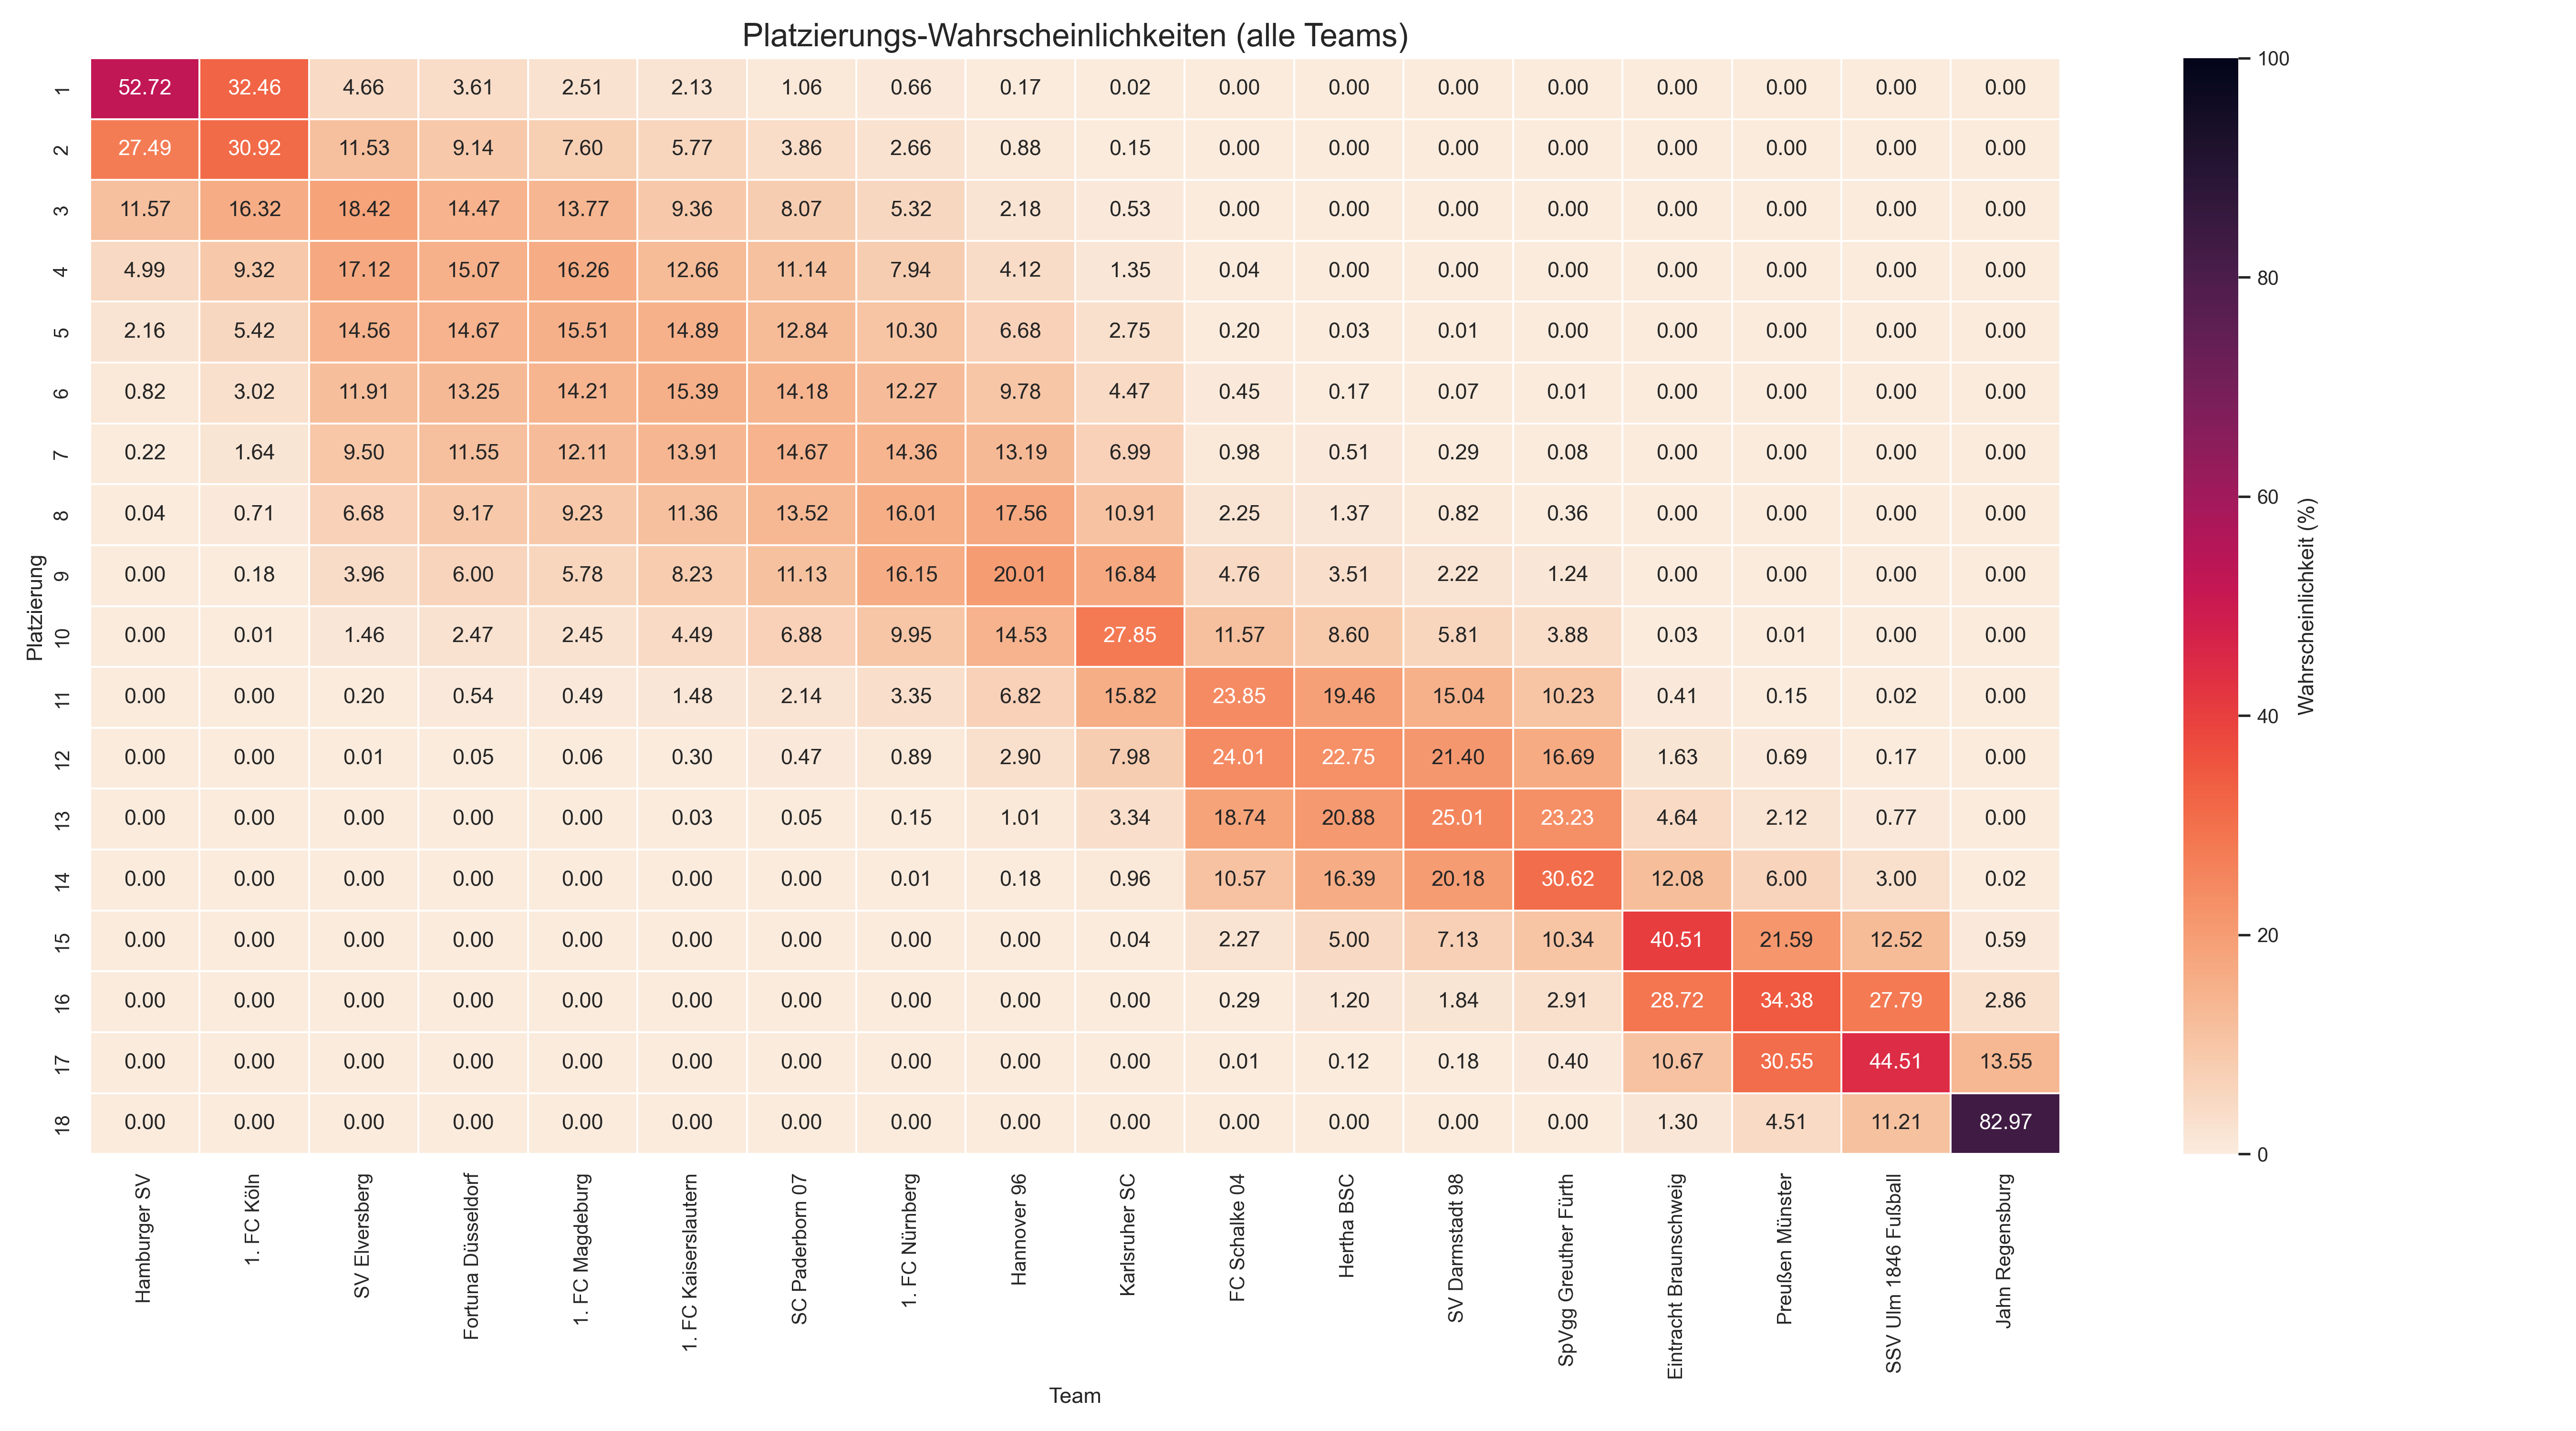 Platzierungs-Wahrscheinlichkeiten (alle Teams)
1 52.72 32.46 4.66 3.61 2.51 2.13 1.06 0.66 0.17 0.02 0.00 0.00 0.00 0.00 0.00 0.00 0.00 0.00
2 27.49 30.92 11.53 9.14 7.60 5.77 3.86 2.66 0.88 0.15 0.00 0.00 0.00 0.00 0.00 0.00 0.00 0.00
3 11.57 16.32 18.42 14.47 13.77 9.36 8.07 5.32 2.18 0.53 0.00 0.00 0.00 0.00 0.00 0.00 0.00 0.00
4 4.99 9.32 17.12 15.07 16.26 12.66 11.14 7.94 4.12 1.35 0.04 0.00 0.00 0.00 0.00 0.00 0.00 0.00
5 2.16 5.42 14.56 14.67 15.51 14.89 12.84 10.30 6.68 2.75 0.20 0.03 0.01 0.00 0.00 0.00 0.00 0.00
6 0.82 3.02 11.91 13.25 14.21 15.39 14.18 12.27 9.78 4.47 0.45 0.17 0.07 0.01 0.00 0.00 0.00 0.00
7 0.22 1.64 9.50 11.55 12.11 13.91 14.67 14.36 13.19 6.99 0.98 0.51 0.29 0.08 0.00 0.00 0.00 0.00
8 0.04 0.71 6.68 9.17 9.23 11.36 13.52 16.01 17.56 10.91 2.25 1.37 0.82 0.36 0.00 0.00 0.00 0.00
9 0.00 0.18 3.96 6.00 5.78 8.23 11.13 16.15 20.01 16.84 4.76 3.51 2.22 1.24 0.00 0.00 0.00 0.00
10 0.00 0.01 1.46 2.47 2.45 4.49 6.88 9.95 14.53 27.85 11.57 8.60 5.81 3.88 0.03 0.01 0.00 0.00
11 0.00 0.00 0.20 0.54 0.49 1.48 2.14 3.35 6.82 15.82 23.85 19.46 15.04 10.23 0.41 0.15 0.02 0.00
12 0.00 0.00 0.01 0.05 0.06 0.30 0.47 0.89 2.90 7.98 24.01 22.75 21.40 16.69 1.63 0.69 0.17 0.00
13 0.00 0.00 0.00 0.00 0.00 0.03 0.05 0.15 1.01 3.34 18.74 20.88 25.01 23.23 4.64 2.12 0.77 0.00
14 0.00 0.00 0.00 0.00 0.00 0.00 0.00 0.01 0.18 0.96 10.57 16.39 20.18 30.62 12.08 6.00 3.00 0.02
15 0.00 0.00 0.00 0.00 0.00 0.00 0.00 0.00 0.00 0.04 2.27 5.00 7.13 10.34 40.51 21.59 12.52 0.59
16 0.00 0.00 0.00 0.00 0.00 0.00 0.00 0.00 0.00 0.00 0.29 1.20 1.84 2.91 28.72 34.38 27.79 2.86
17 0.00 0.00 0.00 0.00 0.00 0.00 0.00 0.00 0.00 0.00 0.01 0.12 0.18 0.40 10.67 30.55 44.51 13.55
18 0.00 0.00 0.00 0.00 0.00 0.00 0.00 0.00 0.00 0.00 0.00 0.00 0.00 0.00 1.30 4.51 11.21 82.97
Platzierung
Hamburger SV
1. FC Köln
SV Elversberg
Fortuna Düsseldorf
1. FC Magdeburg
1. FC Kaiserslautern
SC Paderborn 07
1. FC Nürnberg
Hannover 96
Karlsruher SC
FC Schalke 04
Hertha BSC
SV Darmstadt 98
SpVgg Greuther Fürth
Eintracht Braunschweig
Preußen Münster
SSV Ulm 1846 Fußball
Jahn Regensburg
Team
100
80
60
40
20
0
Wahrscheinlichkeit (%)